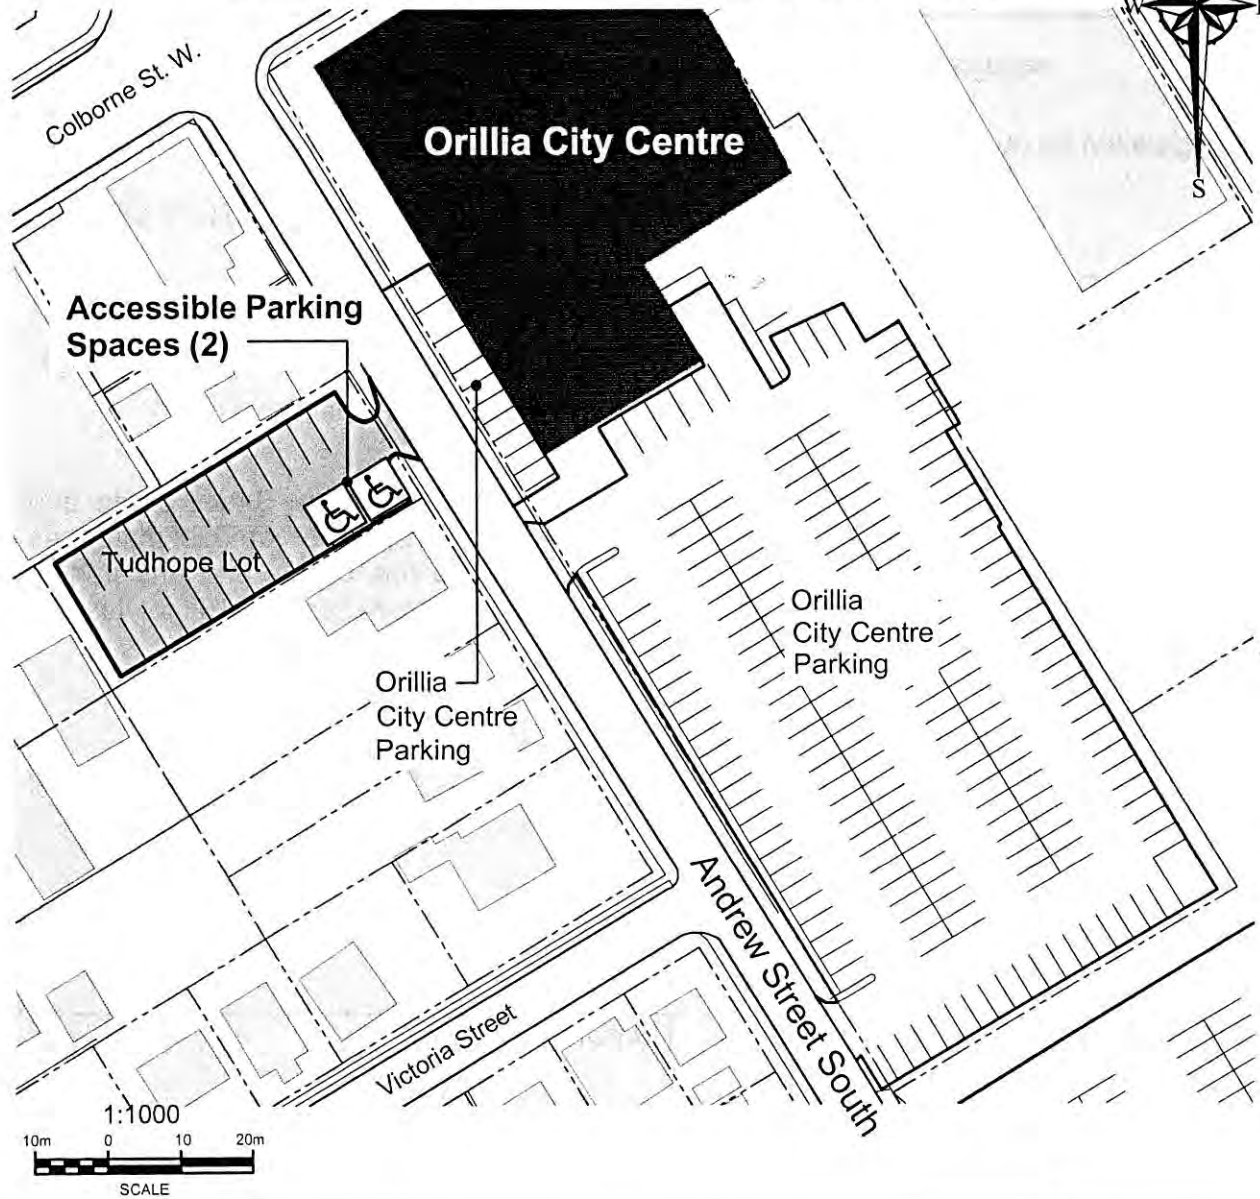 Colborne St. W.
Orillia City Centre
S
Accessible Parking
Spaces (2)
Tudhope Lot
Orillia
City Centre
Parking
Orillia
City Centre
Parking
Andrew Street South
Victoria Street
1:1000
10m 0 10 20m
SCALE